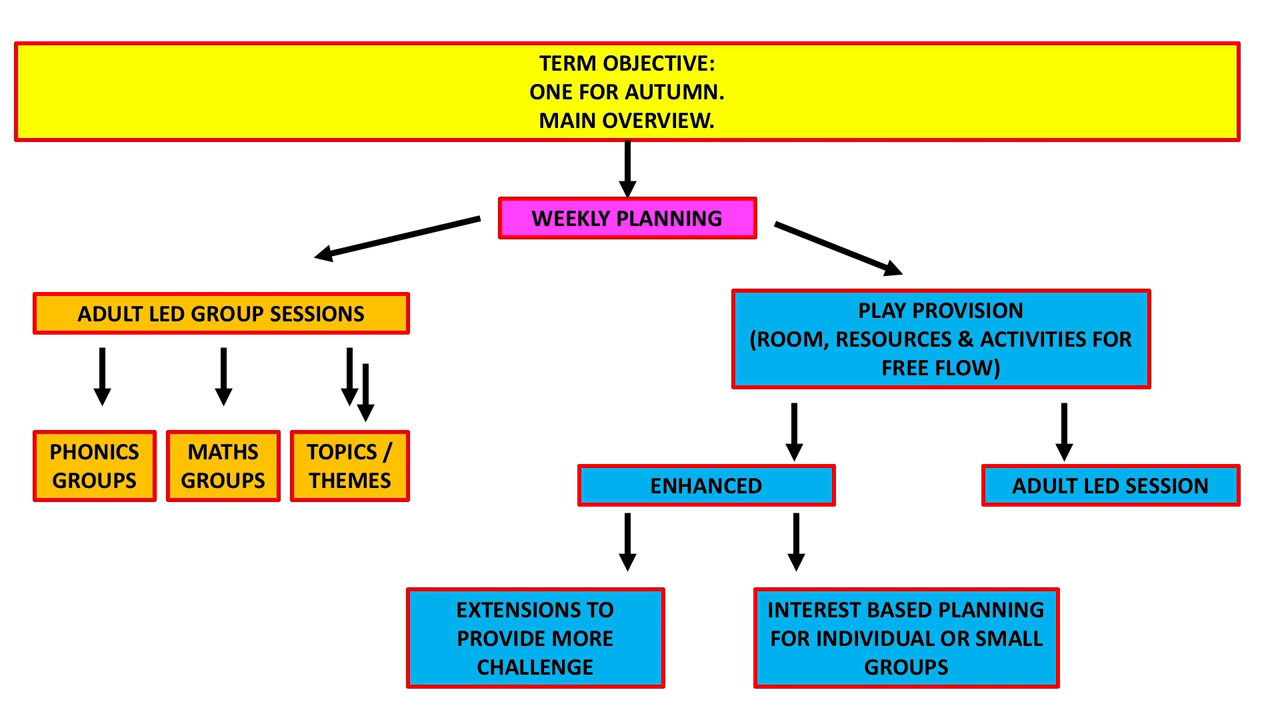 TERM OBJECTIVE:
ONE FOR AUTUMN.
MAIN OVERVIEW.
WEEKLY PLANNING
ADULT LED GROUP SESSIONS
PLAY PROVISION
(ROOM, RESOURCES & ACTIVITIES FOR
FREE FLOW)
PHONICS
GROUPS
MATHS
GROUPS
TOPICS /
THEMES
ENHANCED
ADULT LED SESSION
EXTENSIONS TO
PROVIDE MORE
CHALLENGE
INTEREST BASED PLANNING
FOR INDIVIDUAL OR SMALL
GROUPS